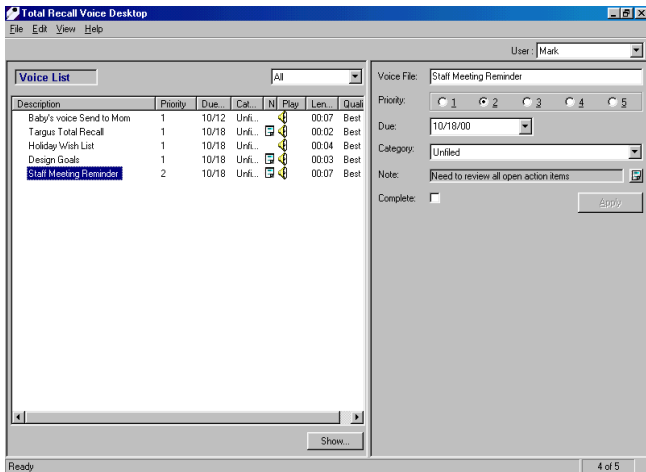 Total Recall Voice Desktop
File Edit View Help
User: Mark
Voice List All
Description Priority Due... Cat... N Play Len... Quali
Baby's voice Send to Mom 1 10/12 Unfi... 00:07 Best
Targus Total Recall 1 10/18 Unfi... 00:02 Best
Holiday Wish List 1 10/18 Unfi... 00:04 Best
Design Goals 1 10/18 Unfi... 00:03 Best
Staff Meeting Reminder 2 10/18 Unfi... 00:07 Best
Show...
Voice File: Staff Meeting Reminder
Priority: 1 2 3 4 5
Due: 10/18/00
Category: Unfiled
Note: Need to review all open action items
Complete:
Apply
Ready 4 of 5